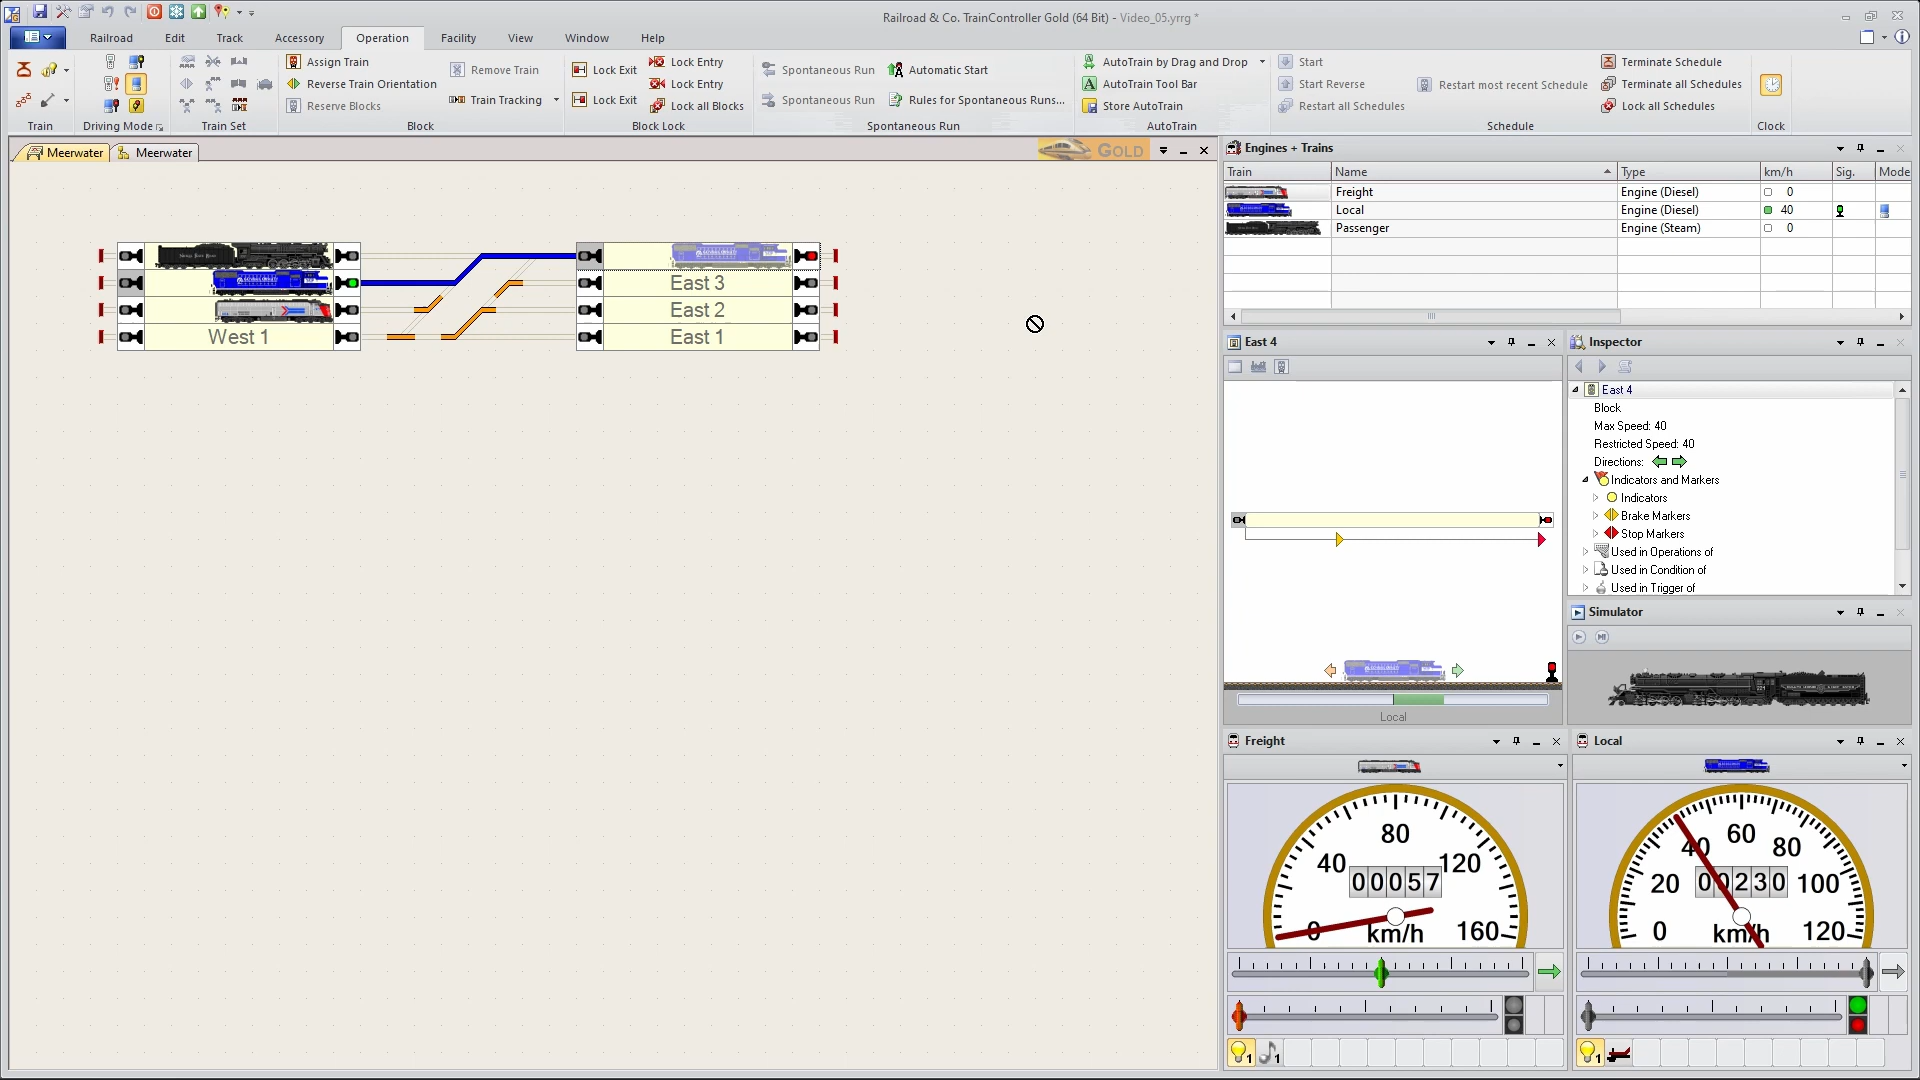 Railroad & Co. TrainController Gold (64 Bit) - Video_05.yrrg *
Railroad Edit Track Accessory Operation Facility View Window Help
Assign Train
Reverse Train Orientation
Reserve Blocks
Remove Train
Train Tracking
Lock Exit
Lock Exit
Lock Entry
Lock Entry
Lock all Blocks
Spontaneous Run
Spontaneous Run
Automatic Start
Rules for Spontaneous Runs...
AutoTrain by Drag and Drop
AutoTrain Tool Bar
Store AutoTrain
Start
Start Reverse
Restart all Schedules
Restart most recent Schedule
Terminate Schedule
Terminate all Schedules
Lock all Schedules
Train Driving Mode Train Set Block Block Lock Spontaneous Run AutoTrain Schedule Clock
Meerwater Meerwater
GOLD
West 1
East 3
East 2
East 1
Engines + Trains
Train Name Type km/h Sig. Mode
Freight Engine (Diesel) 0
Local Engine (Diesel) 40
Passenger Engine (Steam) 0
East 4
Local
Inspector
East 4
Block
Max Speed: 40
Restricted Speed: 40
Directions:
Indicators and Markers
Indicators
Brake Markers
Stop Markers
Used in Operations of
Used in Condition of
Used in Trigger of
Simulator
Freight
0 40 80 120 160
00057
km/h
1 1
Local
0 20 40 60 80 100 120
00230
km/h
1